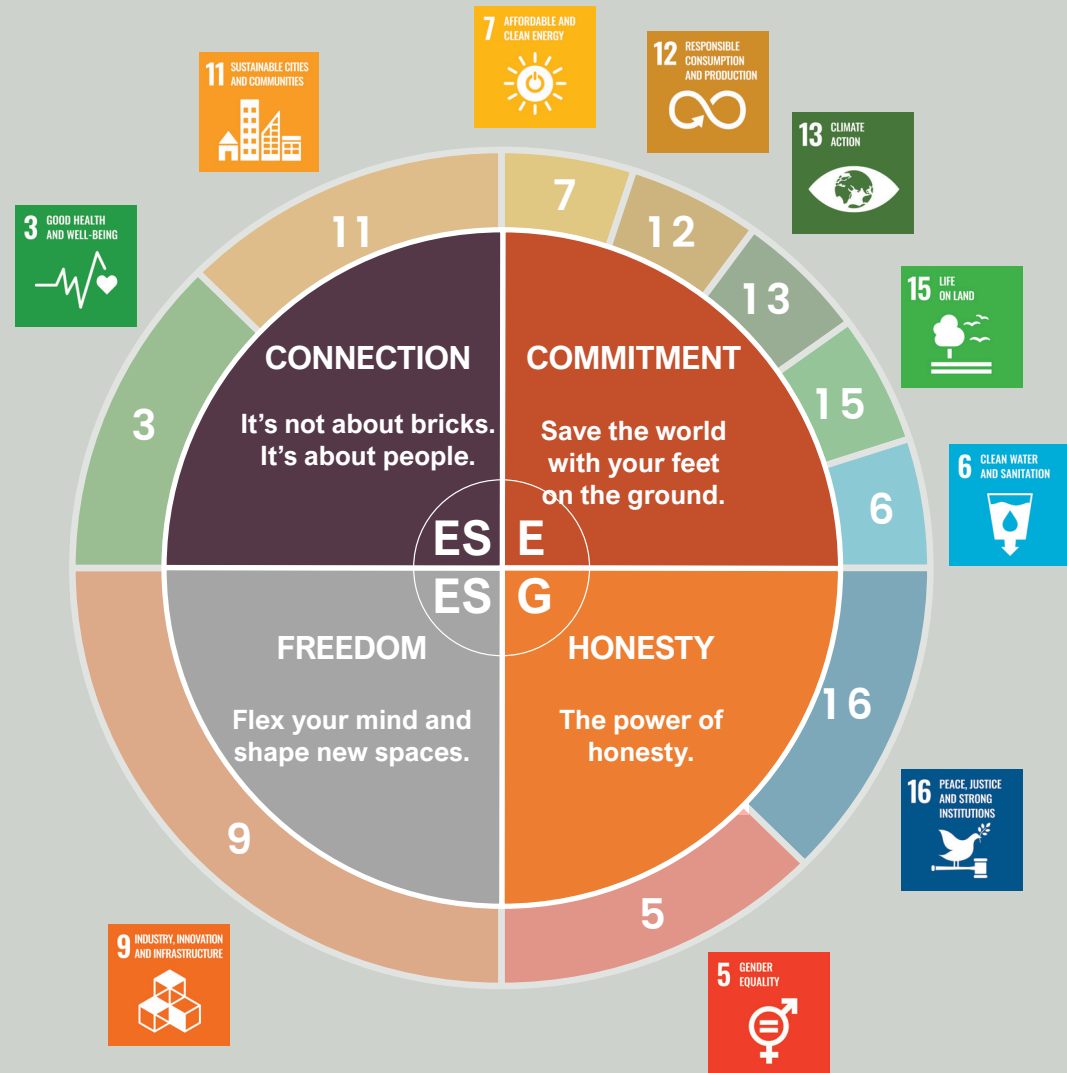 7 AFFORDABLE AND
CLEAN ENERGY
12 RESPONSIBLE
CONSUMPTION
AND PRODUCTION
11 SUSTAINABLE CITIES
AND COMMUNITIES
13 CLIMATE
ACTION
3 GOOD HEALTH
AND WELL-BEING
15 LIFE
ON LAND
6 CLEAN WATER
AND SANITATION
16 PEACE, JUSTICE
AND STRONG
INSTITUTIONS
5 GENDER
EQUALITY
9 INDUSTRY, INNOVATION
AND INFRASTRUCTURE
7
12
13
15
6
16
5
9
3
11
CONNECTION
It’s not about bricks.
It’s about people.
ES
COMMITMENT
Save the world
with your feet
on the ground.
E
ES
FREEDOM
Flex your mind and
shape new spaces.
G
HONESTY
The power of
honesty.